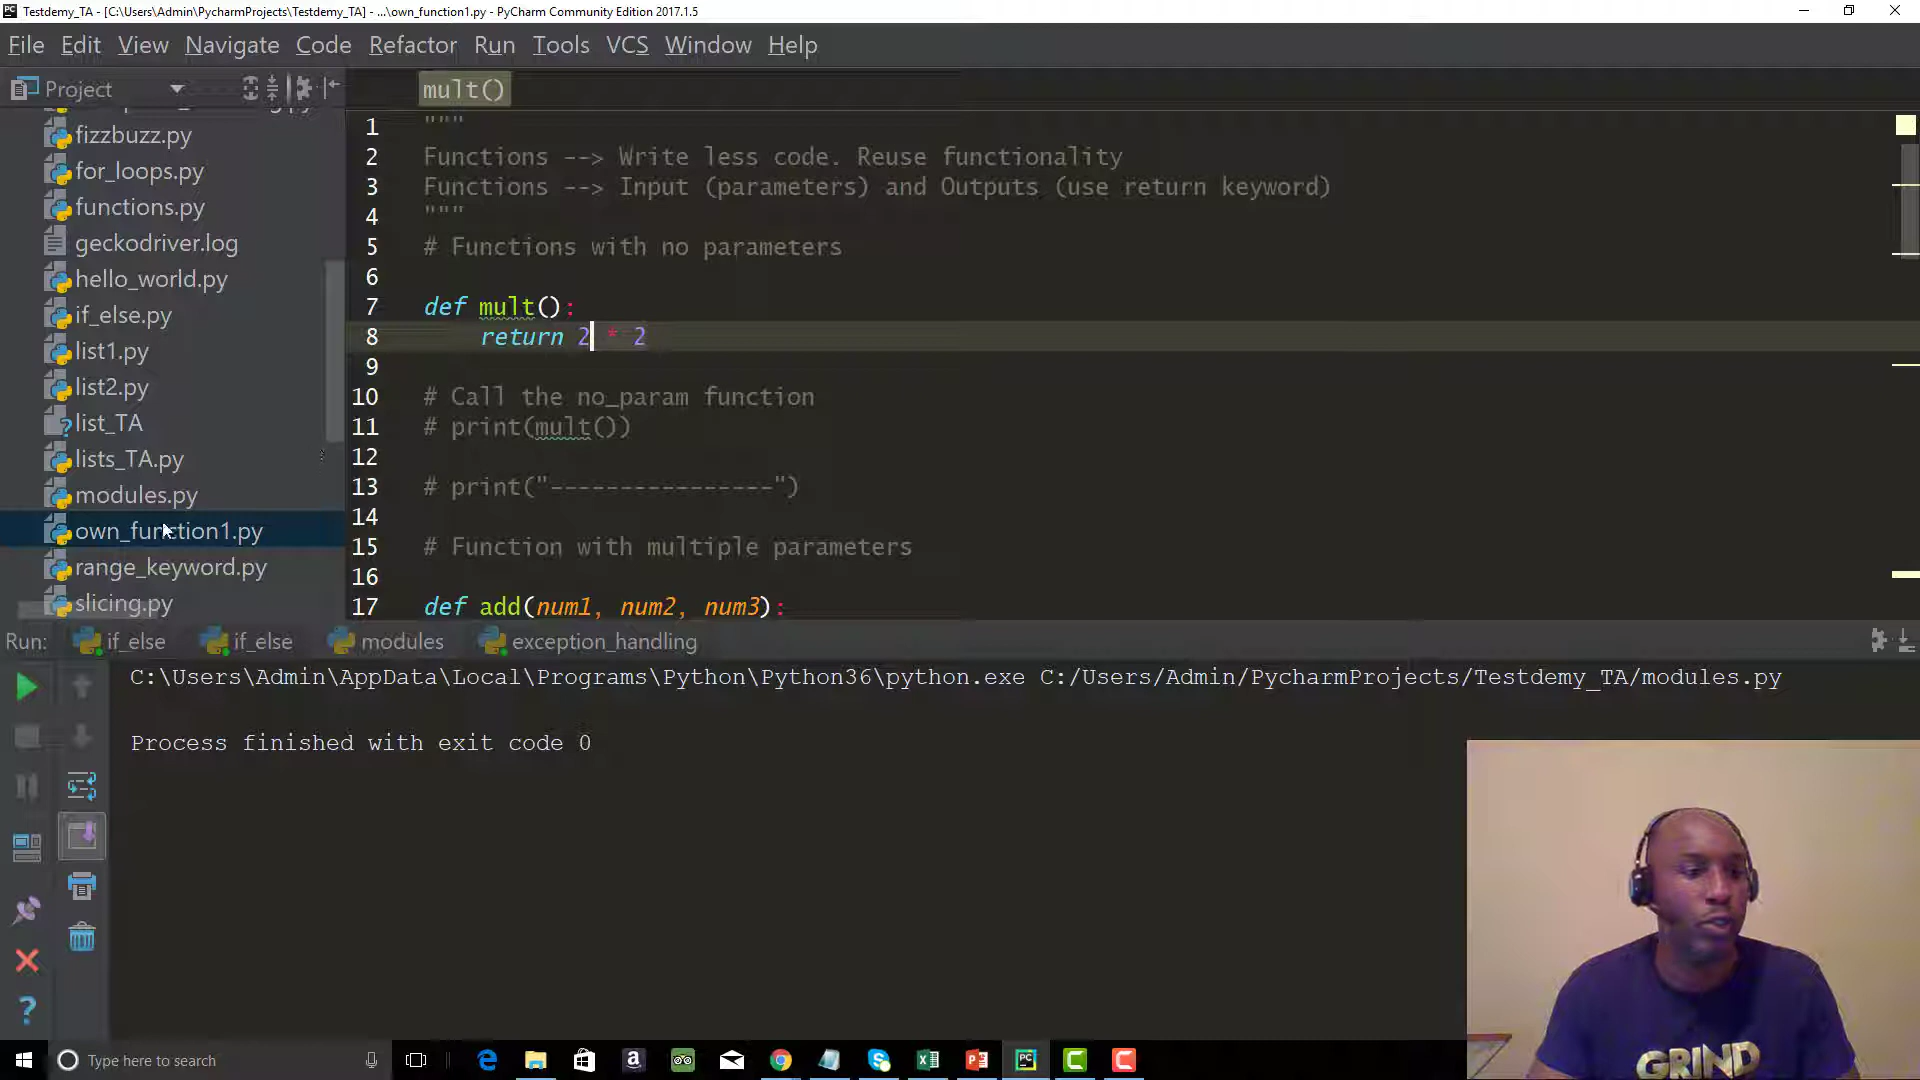 Testdemy_TA - [C:\Users\Admin\PycharmProjects\Testdemy_TA] - ...\own_function1.py - PyCharm Community Edition 2017.1.5
File Edit View Navigate Code Refactor Run Tools VCS Window Help
Project
mult()
fizzbuzz.py
for_loops.py
functions.py
geckodriver.log
hello_world.py
if_else.py
list1.py
list2.py
list_TA
lists_TA.py
modules.py
own_function1.py
range_keyword.py
slicing.py
1 """
2 Functions --> Write less code. Reuse functionality
3 Functions --> Input (parameters) and Outputs (use return keyword)
4 """
5 # Functions with no parameters
6
7 def mult():
8 return 2 * 2
9
10 # Call the no_param function
11 # print(mult())
12
13 # print("----------------")
14
15 # Function with multiple parameters
16
17 def add(num1, num2, num3):
Run: if_else if_else modules exception_handling
C:\Users\Admin\AppData\Local\Programs\Python\Python36\python.exe C:/Users/Admin/PycharmProjects/Testdemy_TA/modules.py
Process finished with exit code 0
GRIND
Type here to search